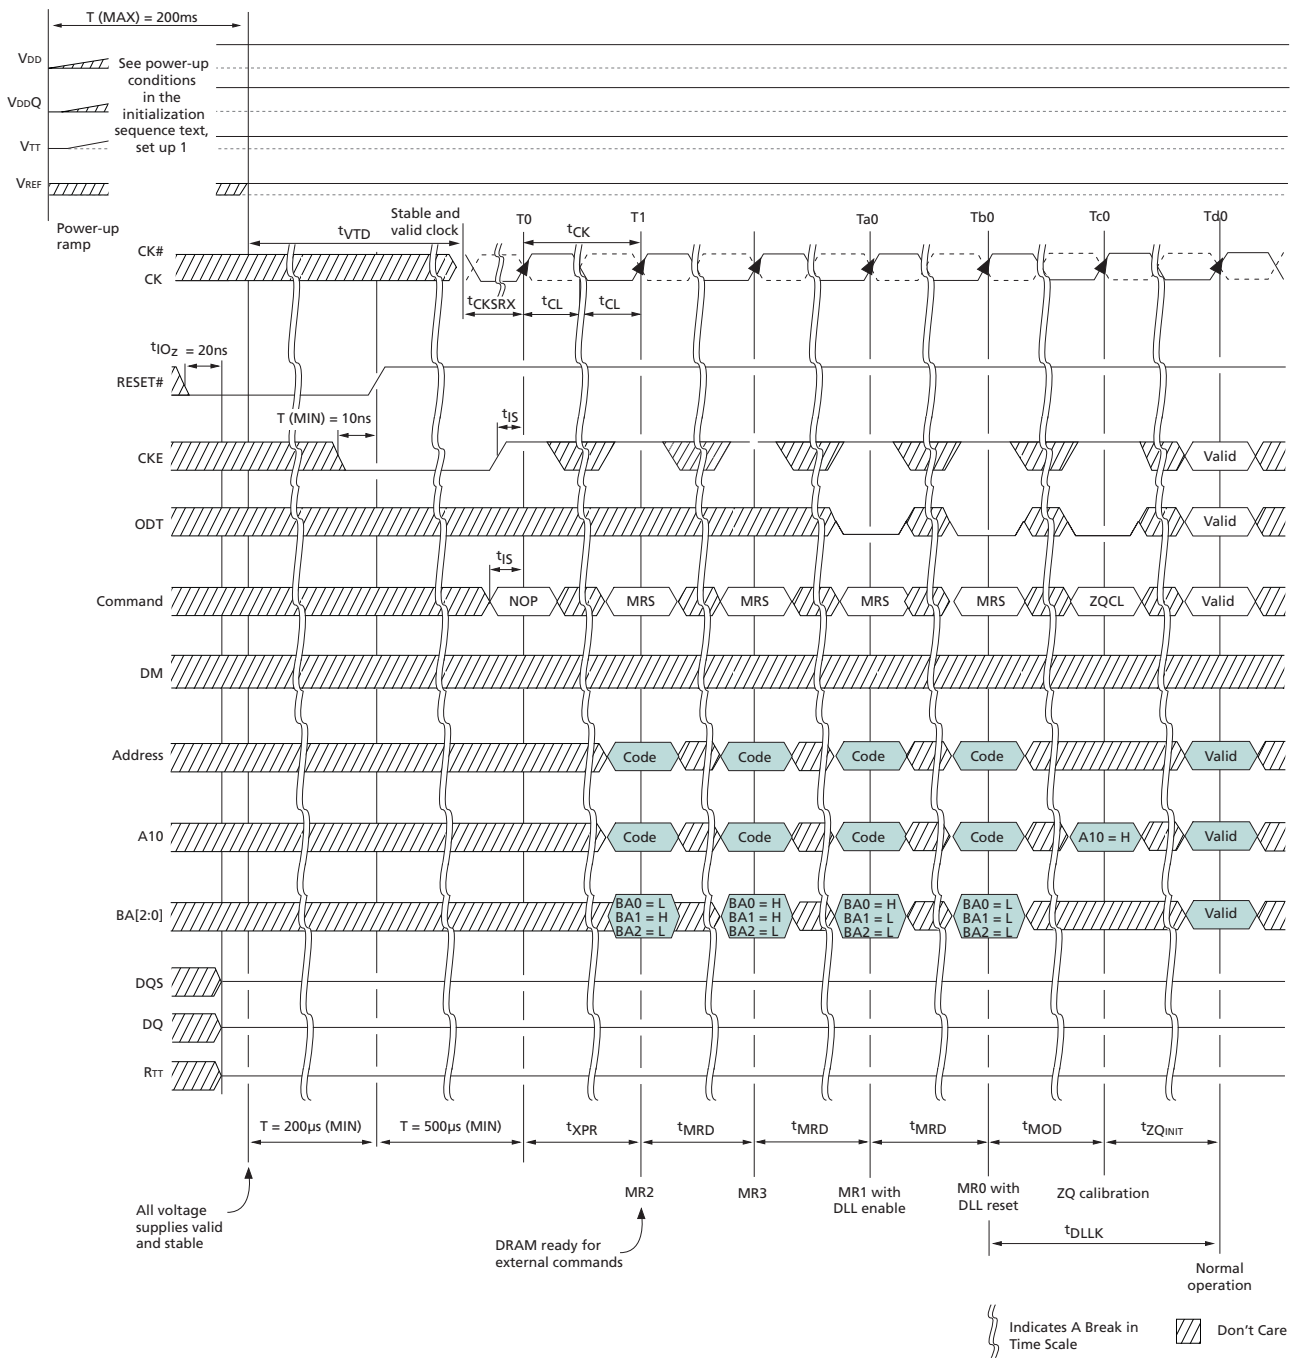 T (MAX) = 200ms
VDD
See power-up
conditions
in the
initialization
sequence text,
set up 1
VDDQ
VTT
VREF
Power-up
ramp
tVTD
Stable and
valid clock
T0
T1
Ta0
Tb0
Tc0
Td0
tCK
CK#
CK
tCKSRX
tCL
tCL
tIOz = 20ns
RESET#
T (MIN) = 10ns
tIS
CKE
Valid
ODT
Valid
tIS
Command
NOP
MRS
MRS
MRS
MRS
ZQCL
Valid
DM
Address
Code
Code
Code
Code
Valid
A10
Code
Code
Code
Code
A10 = H
Valid
BA[2:0]
BA0 = L
BA1 = H
BA2 = L
BA0 = H
BA1 = H
BA2 = L
BA0 = H
BA1 = L
BA2 = L
BA0 = L
BA1 = L
BA2 = L
Valid
DQS
DQ
RTT
T = 200µs (MIN)
T = 500µs (MIN)
tXPR
tMRD
tMRD
tMRD
tMOD
tZQINIT
MR2
MR3
MR1 with
DLL enable
MR0 with
DLL reset
ZQ calibration
All voltage
supplies valid
and stable
DRAM ready for
external commands
tDLLK
Normal
operation
Indicates A Break in
Time Scale
Don't Care